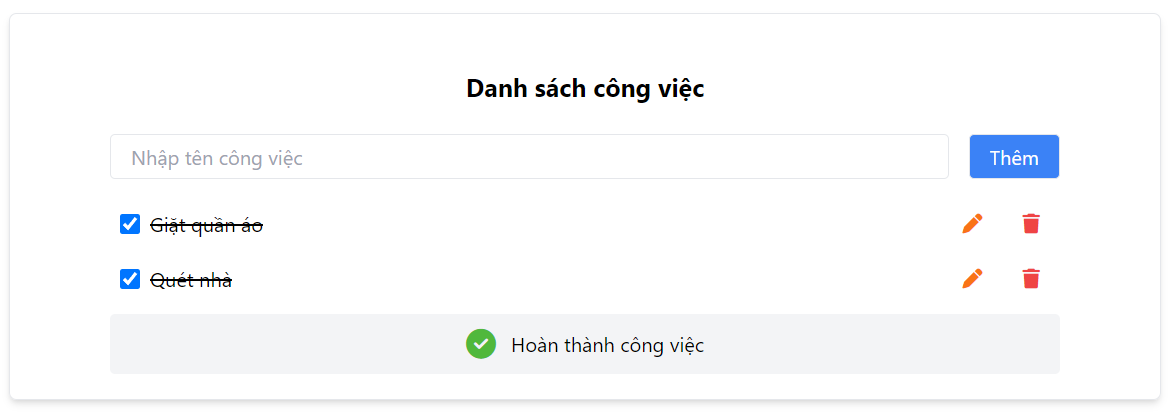 Danh sách công việc
Nhập tên công việc
Thêm
Giặt quần áo
Quét nhà
Hoàn thành công việc